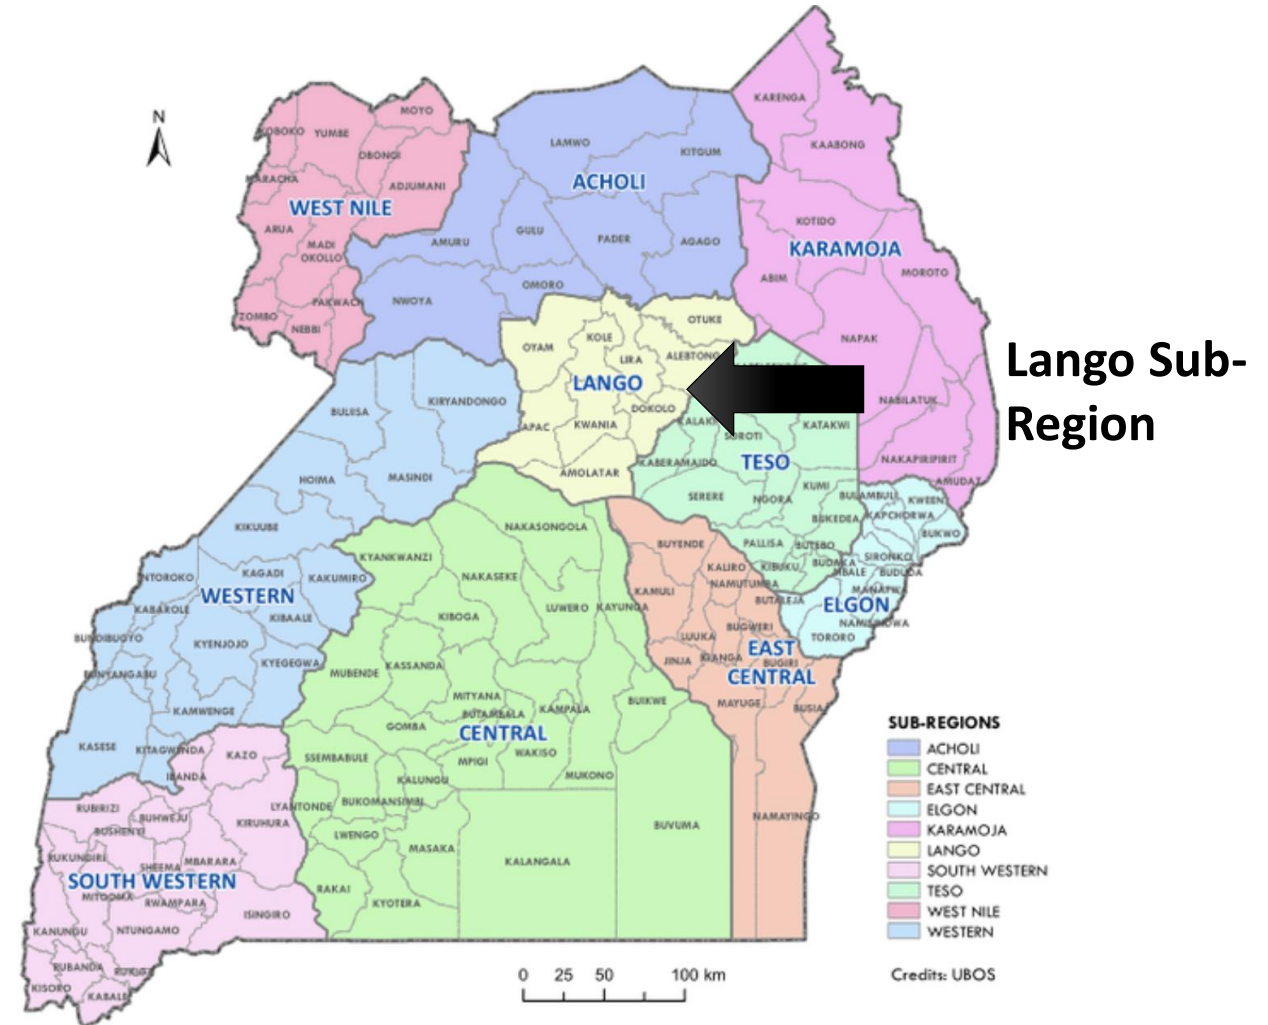 KARENGA
MOYO
N
KOBOKO
YUMBE
LAMWO
KAABONG
OBONGI
KITGUM
MARACHA
ADJUMANI
ACHOLI
WEST NILE
KOTIDO
ARUA
GULU
PADER
AGAGO
AMURU
MADI
OKOLLO
KARAMOJA
MOROTO
ABIM
OMORO
NWOYA
PAKWACH
ZOMBO
NEBBI
OTUKE
KOLE
NAPAK
OYAM
LIRA
ALEBTONG
Lango Sub-
Region
LANGO
BULIISA
KIRYANDONGO
DOKOLO
NABILATUK
APAC
KWANIA
KALAKI
SOROTI
KATAKWI
KABERAMAIDO
TESO
NAKAPIRIPIRIT
AMOLATAR
HOIMA
MASINDI
AMUDAT
SERERE
NGORA
KUMI
BULAMBULI
KWEEN
KAPCHORWA
KIKUUBE
NAKASONGOLA
BUKEDEA
BUKWO
BUYENDE
PALLISA
BUTEBO
KYANKWANZI
SIRONKO
KALIRO
KIBUKU
BUDAKA
MBALE
BUDUDA
NTOROKO
KAGADI
KAKUMIRO
NAKASEKE
NAMUTUMBA
KAMULI
MANAFWA
WESTERN
BUTALEJA
ELGON
KABAROLE
KIBAALE
KIBOGA
LUWERO
KAYUNGA
NAMISINDWA
BUNDIBUGYO
KYENJOJO
BUGWERI
LUUKA
TORORO
EAST
CENTRAL
JINJA
IGANGA
BUGIRI
KYEGEGWA
KASSANDA
BUNYANGABU
MUBENDE
MITYANA
BUIKWE
KAMWENGE
BUTAMBALA
KAMPALA
MAYUGE
BUSIA
GOMBA
CENTRAL
KASESE
KITAGWENDA
KAZO
SSEMBABULE
WAKISO
MPIGI
IBANDA
KALUNGU
MUKONO
RUBIRIZI
LYANTONDE
BUKOMANSIMBI
BUHWEJU
KIRUHURA
BUSHENYI
LWENGO
BUVUMA
NAMAYINGO
MASAKA
RUKUNGIRI
SHEEMA
MBARARA
KALANGALA
SOUTH WESTERN
RAKAI
MITOOMA
RWAMPARA
KYOTERA
ISINGIRO
KANUNGU
NTUNGAMO
RUBANDA
RUKIGA
KISORO
KABALE
SUB-REGIONS
ACHOLI
CENTRAL
EAST CENTRAL
ELGON
KARAMOJA
LANGO
SOUTH WESTERN
TESO
WEST NILE
WESTERN
0 25 50 100 km
Credits: UBOS